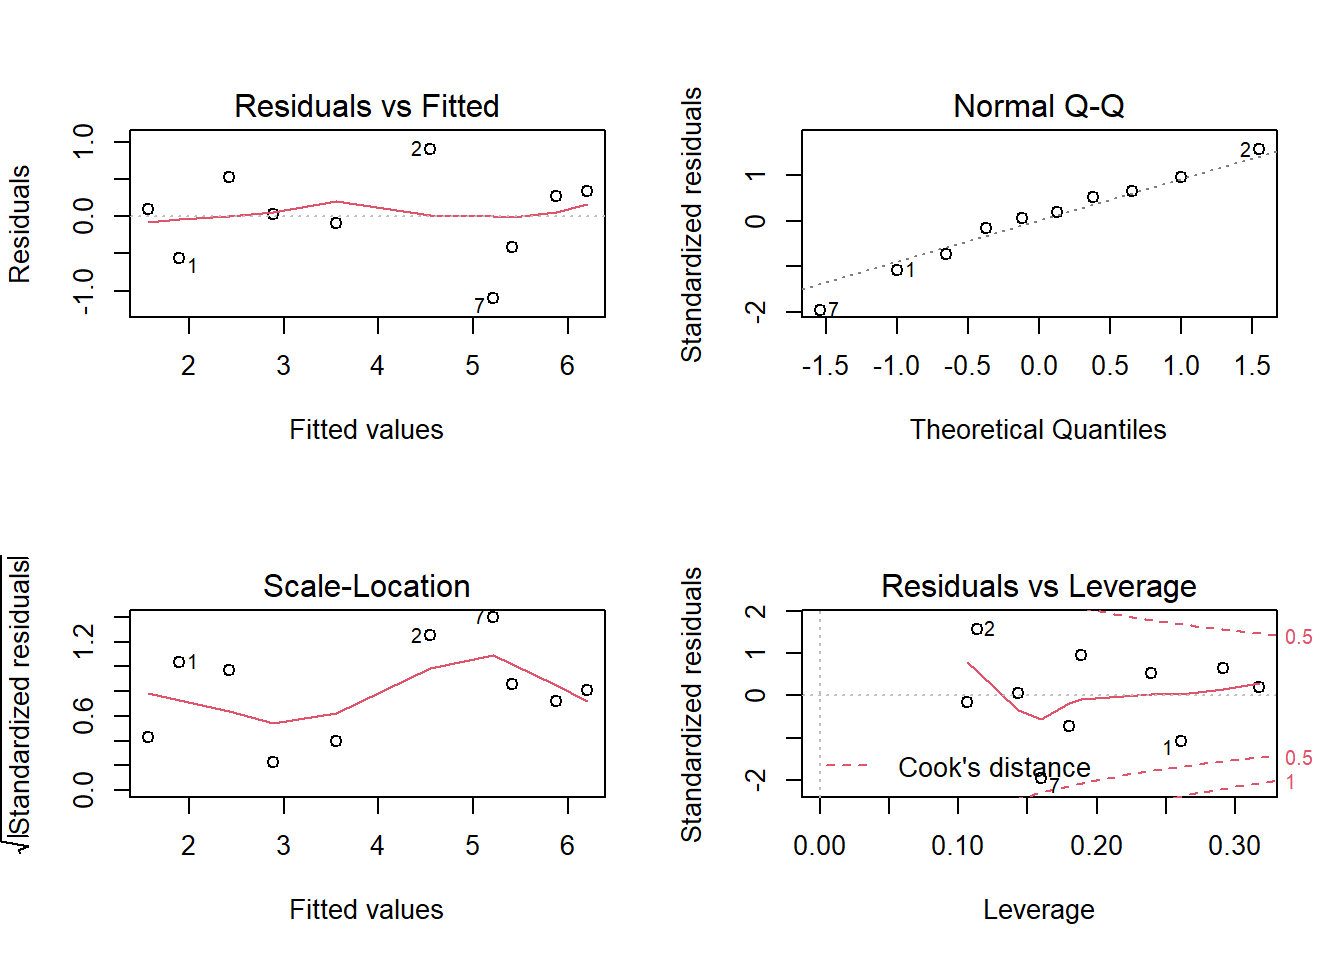 Residuals vs Fitted
Residuals
1.0
0.0
-1.0
2
1
7
2 3 4 5 6
Fitted values
Normal Q-Q
Standardized residuals
1
0
-2
2
1
7
-1.5 -1.0 -0.5 0.0 0.5 1.0 1.5
Theoretical Quantiles
Scale-Location
√|Standardized residuals|
1.2
0.6
0.0
1
2
7
2 3 4 5 6
Fitted values
Residuals vs Leverage
Standardized residuals
2
1
0
-2
2
1
7
Cook's distance
0.5
0.5
1
0.00 0.10 0.20 0.30
Leverage